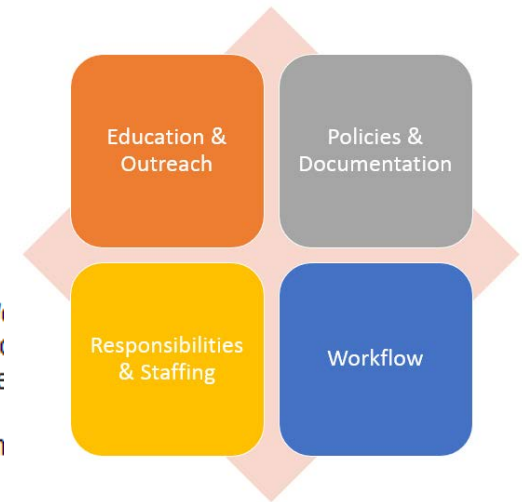 Education &
Outreach
Policies &
Documentation
Responsibilities
& Staffing
Workflow